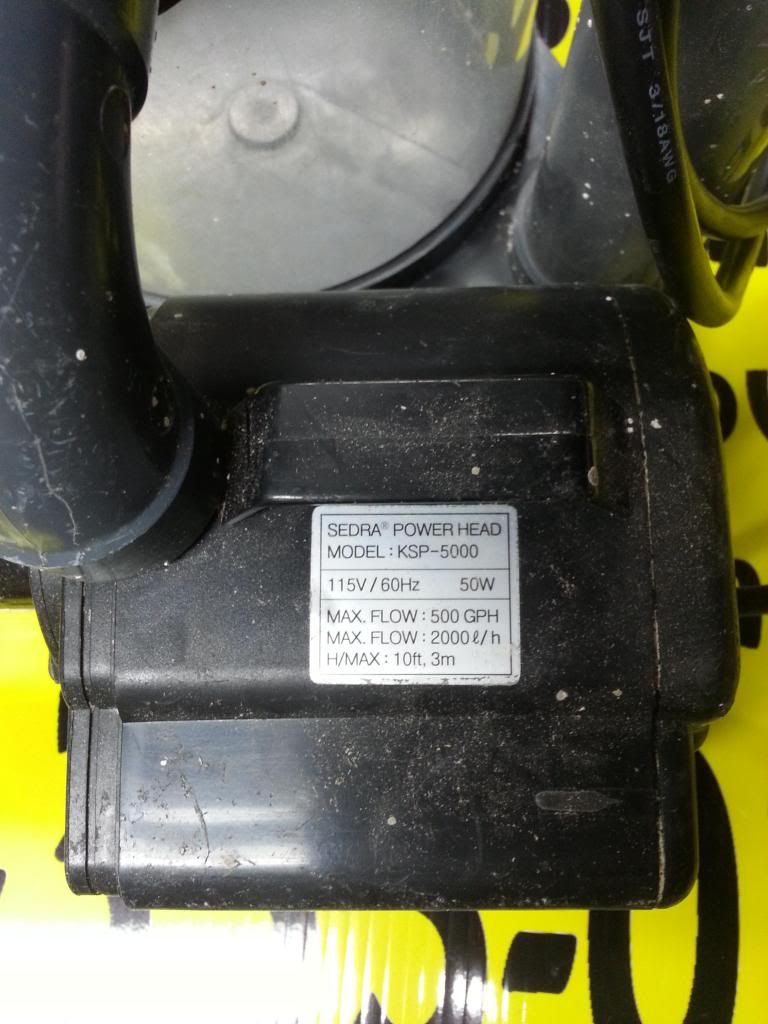 SJT 3/18AWG
SEDRA® POWER HEAD
MODEL : KSP-5000
115V / 60Hz 50W
MAX. FLOW : 500 GPH
MAX. FLOW : 2000ℓ/h
H/MAX : 10ft, 3m